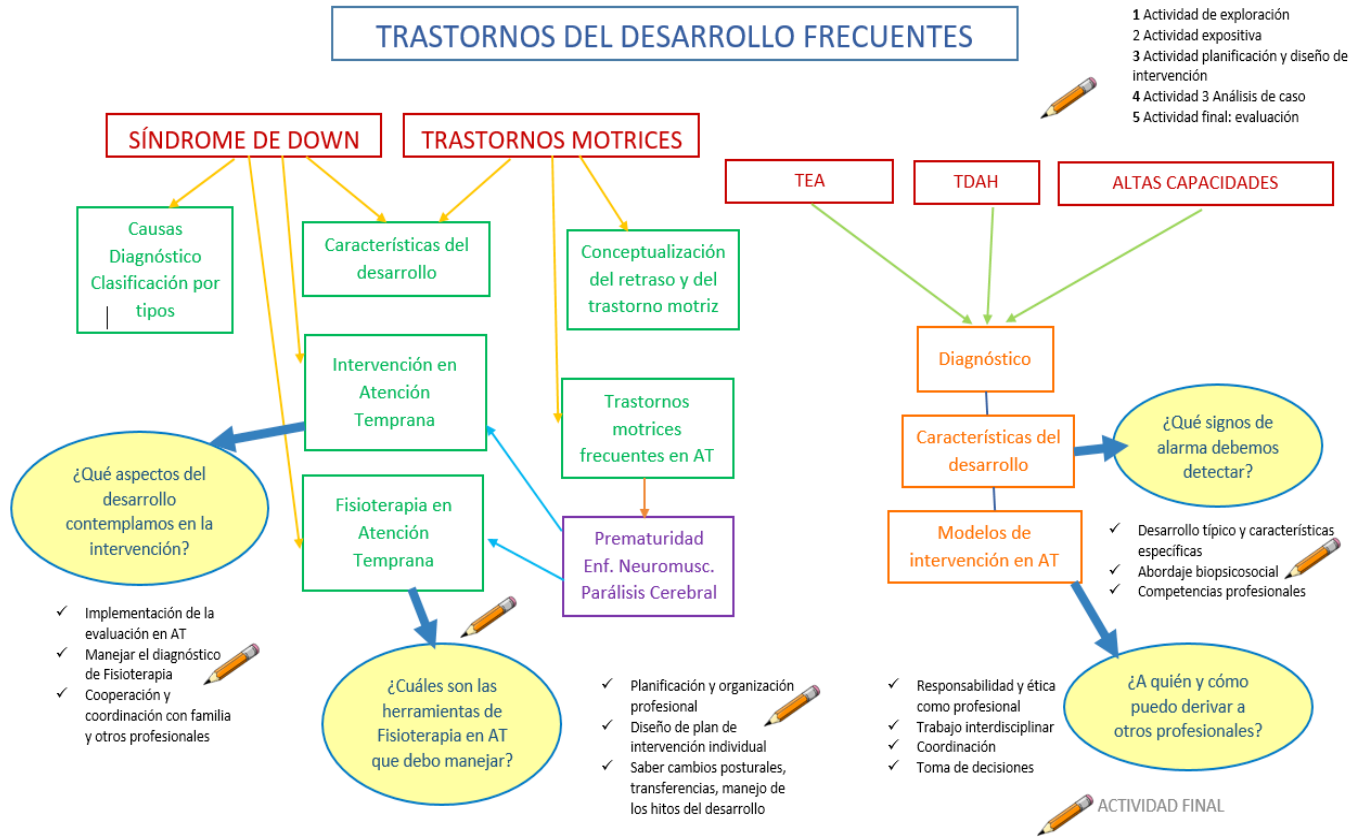 TRASTORNOS DEL DESARROLLO FRECUENTES
1 Actividad de exploración
2 Actividad expositiva
3 Actividad planificación y diseño de
intervención
4 Actividad 3 Análisis de caso
5 Actividad final: evaluación
SÍNDROME DE DOWN
TRASTORNOS MOTRICES
TEA
TDAH
ALTAS CAPACIDADES
Causas
Diagnóstico
Clasificación por
tipos
Características del
desarrollo
Conceptualización
del retraso y del
trastorno motriz
Intervención en
Atención
Temprana
Trastornos
motrices
frecuentes en AT
Fisioterapia en
Atención
Temprana
Prematuridad
Enf. Neuromusc.
Parálisis Cerebral
Diagnóstico
Características del
desarrollo
Modelos de
intervención en AT
¿Qué signos de
alarma debemos
detectar?
¿Qué aspectos del
desarrollo
contemplamos en la
intervención?
✓ Desarrollo típico y características
específicas
✓ Abordaje biopsicosocial
✓ Competencias profesionales
✓ Implementación de la
evaluación en AT
✓ Manejar el diagnóstico
de Fisioterapia
✓ Cooperación y
coordinación con familia
y otros profesionales
¿Cuáles son las
herramientas de
Fisioterapia en AT
que debo manejar?
✓ Planificación y organización
profesional
✓ Diseño de plan de
intervención individual
✓ Saber cambios posturales,
transferencias, manejo de
los hitos del desarrollo
✓ Responsabilidad y ética
como profesional
✓ Trabajo interdisciplinar
✓ Coordinación
✓ Toma de decisiones
¿A quién y cómo
puedo derivar a
otros profesionales?
ACTIVIDAD FINAL